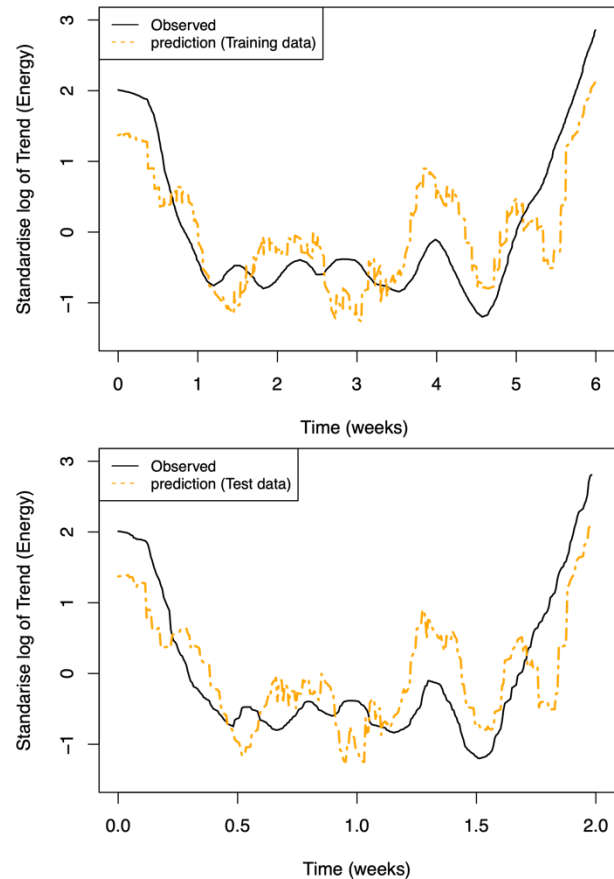 Standardise log of Trend (Energy)
3
2
1
0
−1
Observed
prediction (Training data)
0 1 2 3 4 5 6
Time (weeks)
Standarise log of Trend (Energy)
3
2
1
0
−1
Observed
prediction (Test data)
0.0 0.5 1.0 1.5 2.0
Time (weeks)